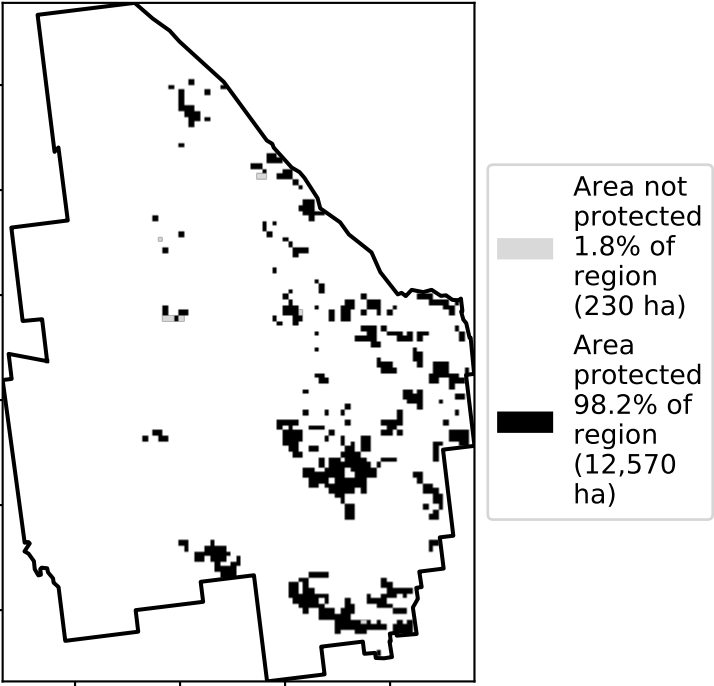 Area not
protected
1.8% of
region
(230 ha)
Area
protected
98.2% of
region
(12,570
ha)